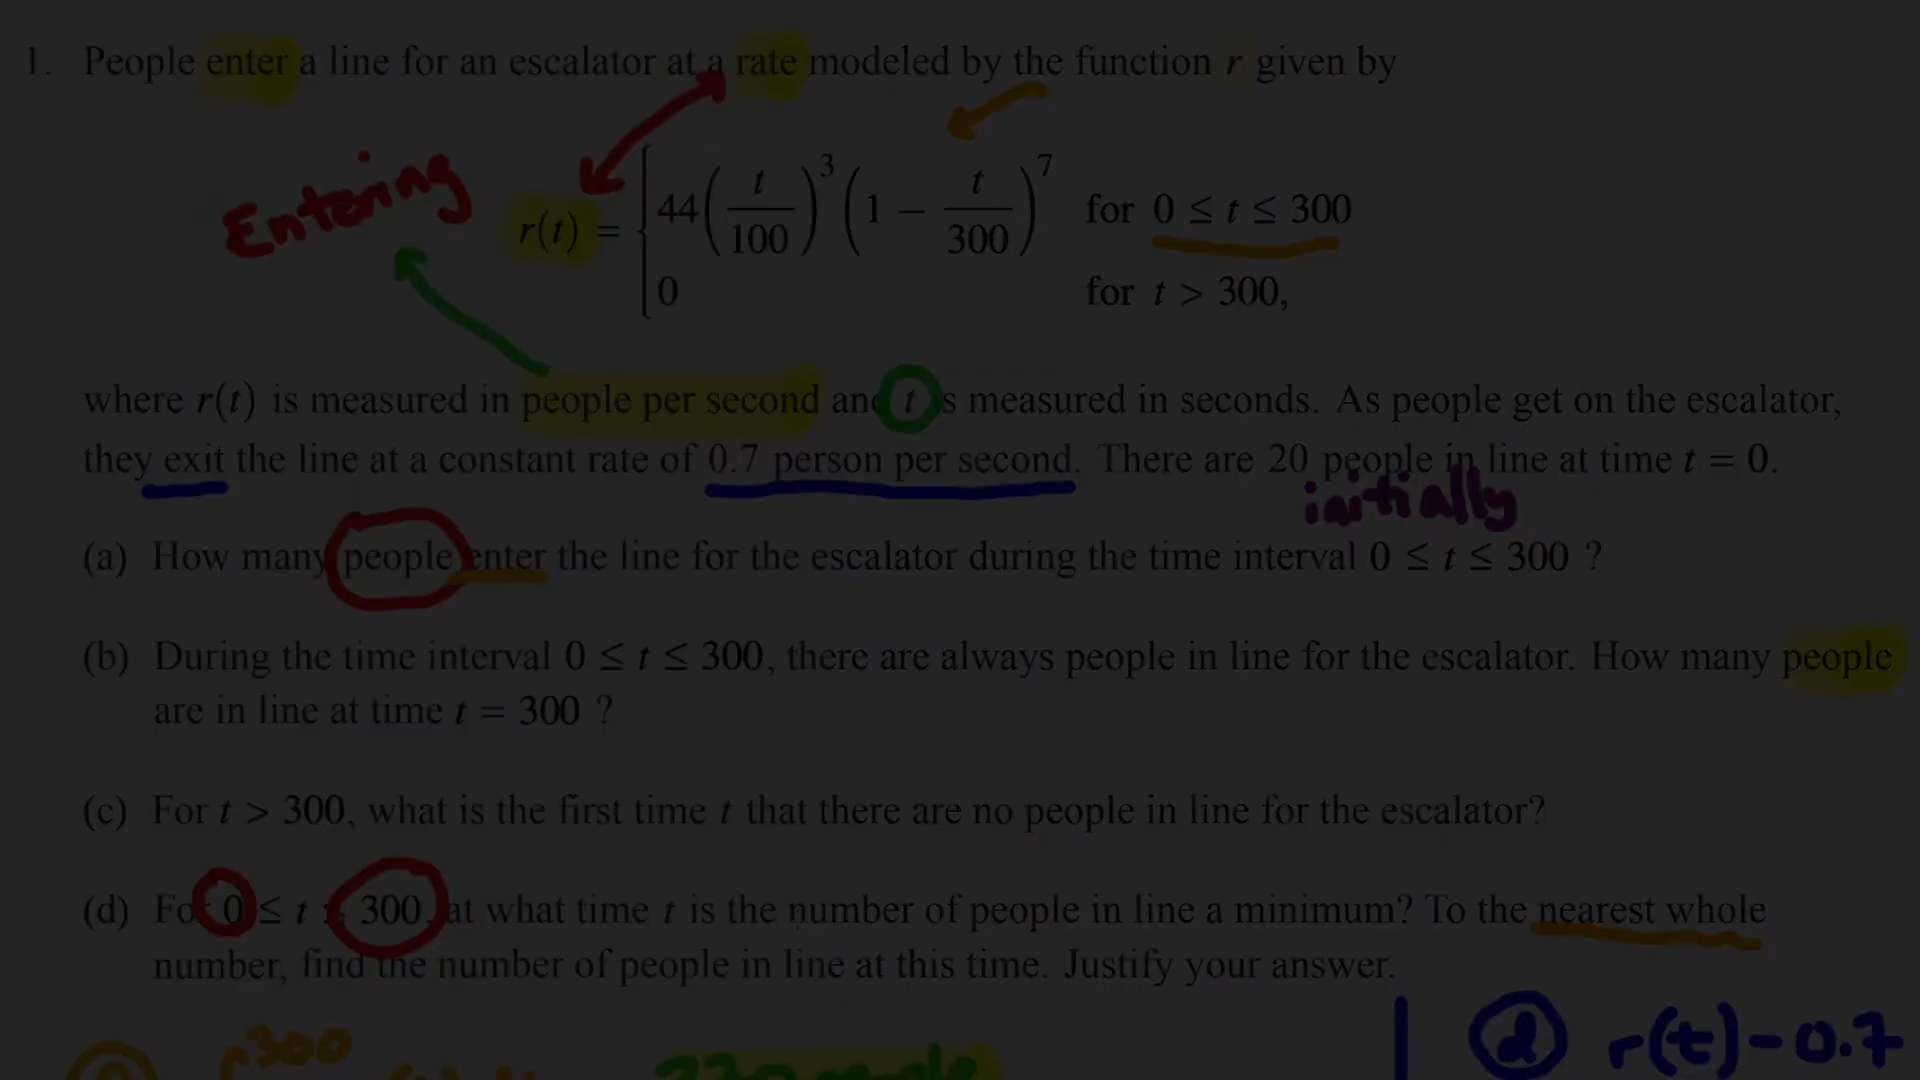 1. People enter a line for an escalator at a rate modeled by the function r given by
Entering
r(t) = { 44(t/100)^3 (1 − t/300)^7 for 0 ≤ t ≤ 300
0 for t > 300,
where r(t) is measured in people per second and t is measured in seconds. As people get on the escalator,
they exit the line at a constant rate of 0.7 person per second. There are 20 people in line at time t = 0.
initially
(a) How many people enter the line for the escalator during the time interval 0 ≤ t ≤ 300 ?
(b) During the time interval 0 ≤ t ≤ 300, there are always people in line for the escalator. How many people
are in line at time t = 300 ?
(c) For t > 300, what is the first time t that there are no people in line for the escalator?
(d) For 0 ≤ t ≤ 300, at what time t is the number of people in line a minimum? To the nearest whole
number, find the number of people in line at this time. Justify your answer.
300
people
d r(t)-0.7